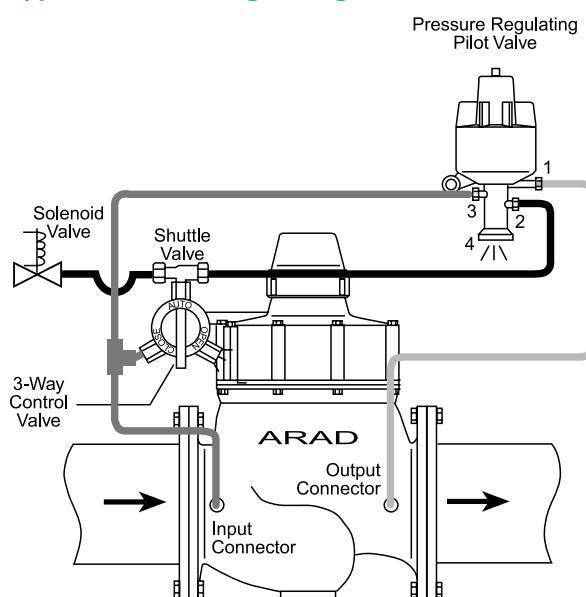 Pressure Regulating
Pilot Valve
1
3
2
4
Solenoid
Valve
Shuttle
Valve
AUTO
CLOSE
OPEN
3-Way
Control
Valve
ARAD
Output
Connector
Input
Connector